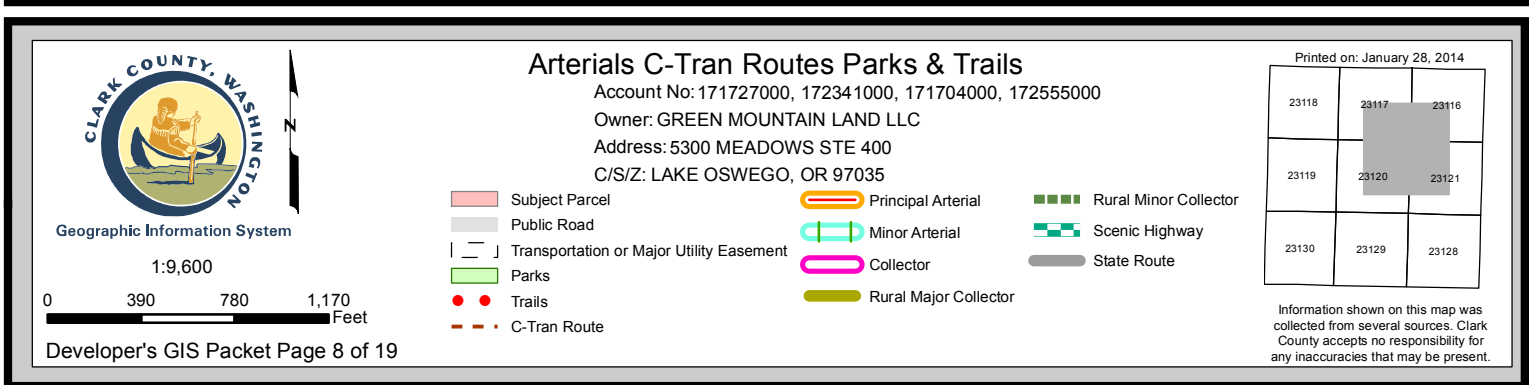 CLARK COUNTY, WASHINGTON
Geographic Information System
N
1:9,600
0 390 780 1,170
Feet
Developer's GIS Packet Page 8 of 19
Arterials C-Tran Routes Parks & Trails
Account No: 171727000, 172341000, 171704000, 172555000
Owner: GREEN MOUNTAIN LAND LLC
Address: 5300 MEADOWS STE 400
C/S/Z: LAKE OSWEGO, OR 97035
Subject Parcel
Public Road
Transportation or Major Utility Easement
Parks
Trails
C-Tran Route
Principal Arterial
Minor Arterial
Collector
Rural Major Collector
Rural Minor Collector
Scenic Highway
State Route
Printed on: January 28, 2014
23118 23117 23116
23119 23120 23121
23130 23129 23128
Information shown on this map was
collected from several sources. Clark
County accepts no responsibility for
any inaccuracies that may be present.